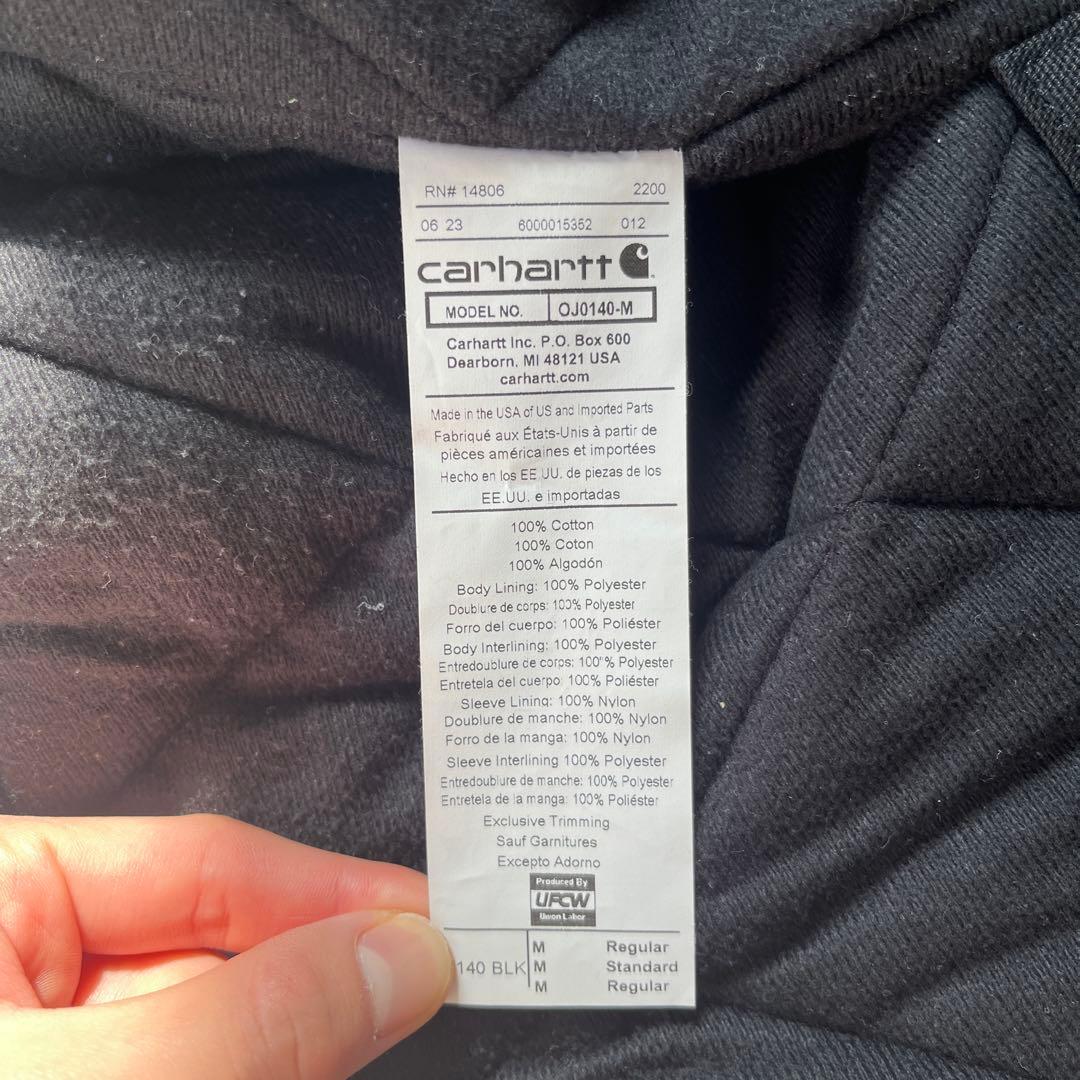 RN# 14806 2200
06 23 6000015352 012
carhartt
MODEL NO. OJ0140-M
Carhartt Inc. P.O. Box 600
Dearborn, MI 48121 USA
carhartt.com
Made in the USA of US and Imported Parts
Fabriqué aux États-Unis à partir de
pièces américaines et importées
Hecho en los EE.UU. de piezas de los
EE.UU. e importadas
100% Cotton
100% Coton
100% Algodón
Body Lining: 100% Polyester
Doublure de corps: 100% Polyester
Forro del cuerpo: 100% Poliéster
Body Interlining: 100% Polyester
Entredoublure de corps: 100% Polyester
Entretela del cuerpo: 100% Poliéster
Sleeve Lining: 100% Nylon
Doublure de manche: 100% Nylon
Forro de la manga: 100% Nylon
Sleeve Interlining 100% Polyester
Entredoublure de manche: 100% Polyester
Entretela de la manga: 100% Poliéster
Exclusive Trimming
Sauf Garnitures
Excepto Adorno
Produced By
UFCW
Union Labor
M Regular
140 BLK M Standard
M Regular